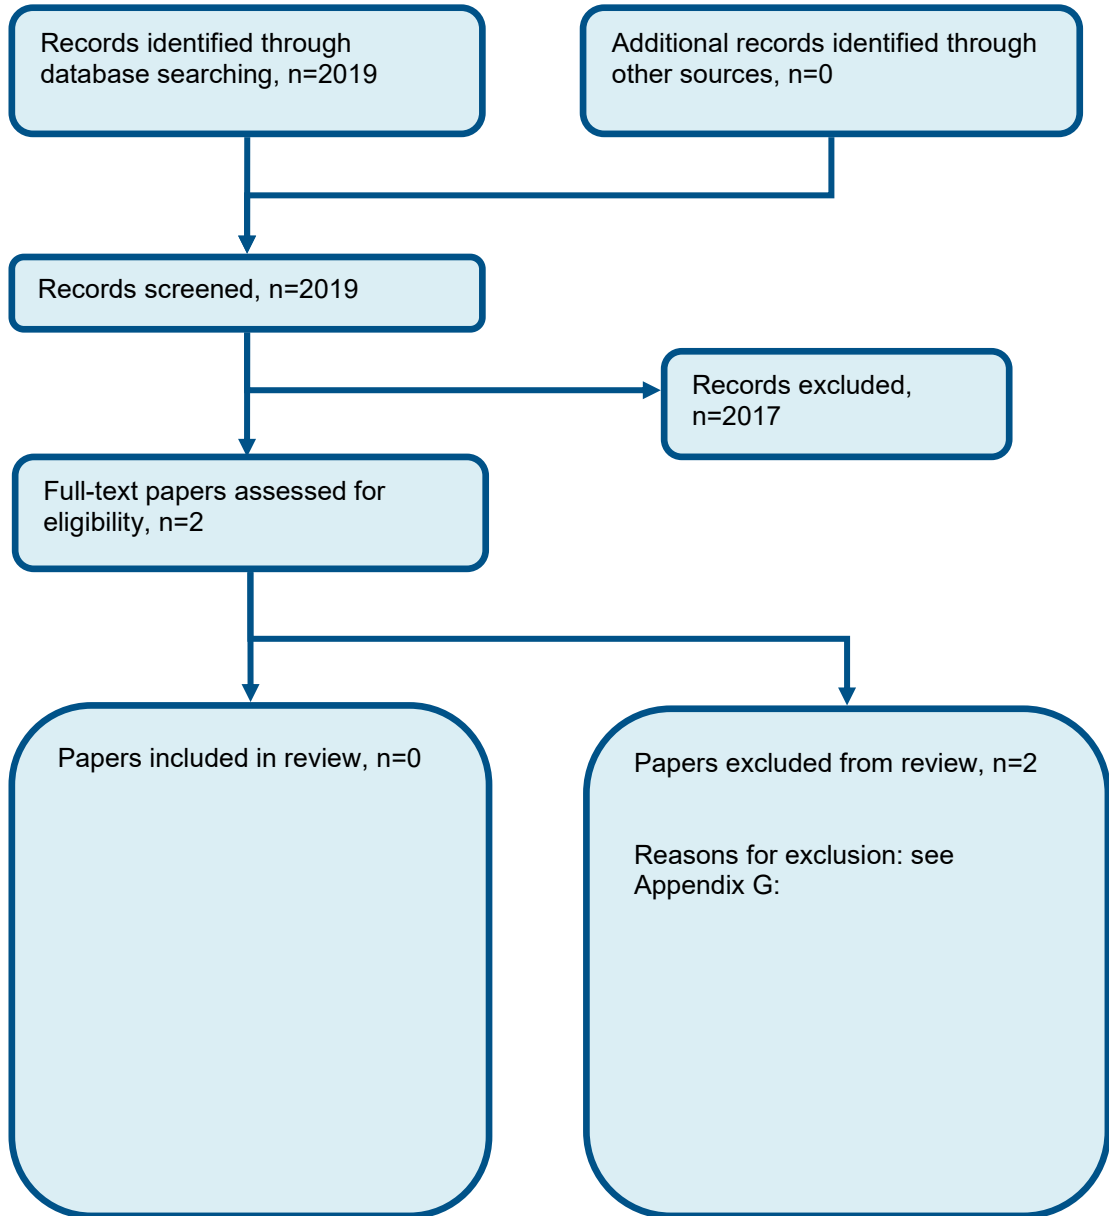 Records identified through
database searching, n=2019
Additional records identified through
other sources, n=0
Records screened, n=2019
Records excluded,
n=2017
Full-text papers assessed for
eligibility, n=2
Papers included in review, n=0
Papers excluded from review, n=2
Reasons for exclusion: see
Appendix G: